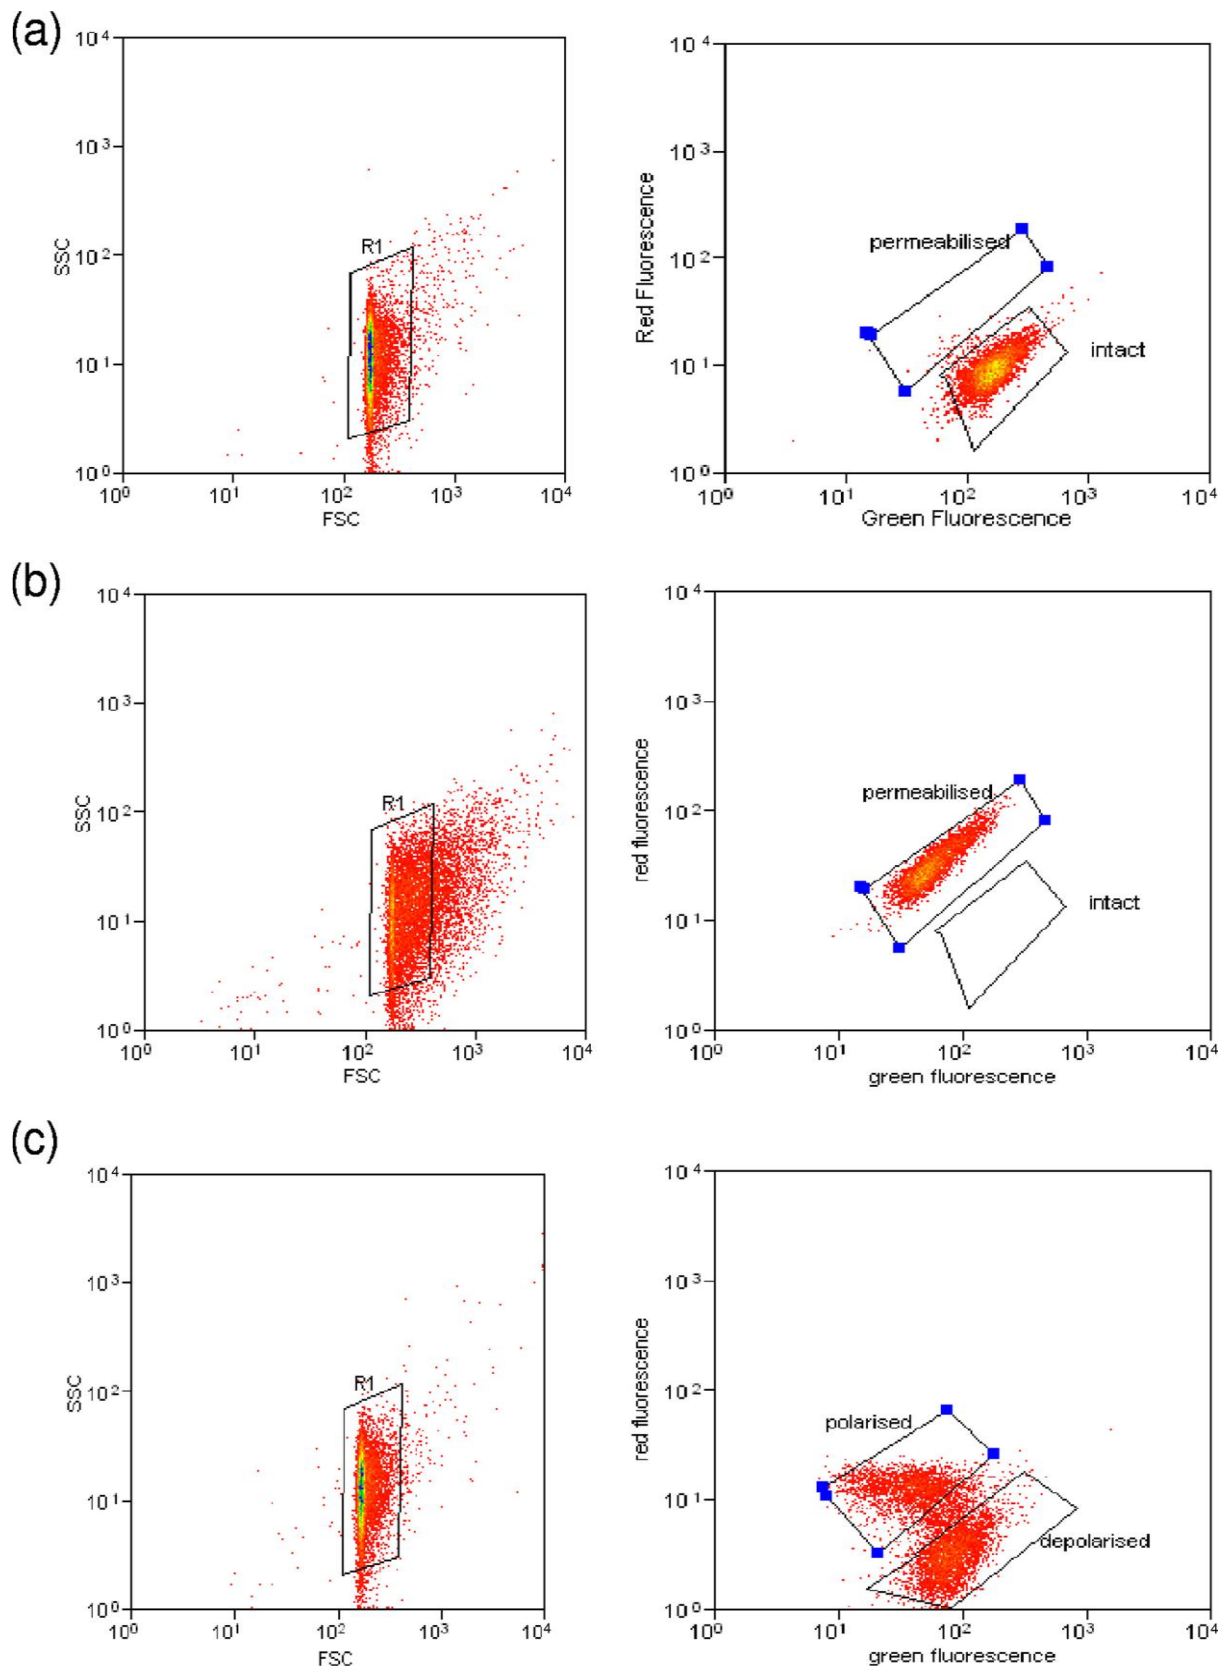 (a)
10⁴
10³
10²
10¹
10⁰
SSC
R1
10⁰ 10¹ 10² 10³ 10⁴
FSC
10⁴
10³
10²
10¹
10⁰
Red Fluorescence
permeabilised
intact
10⁰ 10¹ 10² 10³ 10⁴
Green Fluorescence
(b)
10⁴
10³
10²
10¹
10⁰
SSC
R1
10⁰ 10¹ 10² 10³ 10⁴
FSC
10⁴
10³
10²
10¹
10⁰
red fluorescence
permeabilised
intact
10⁰ 10¹ 10² 10³ 10⁴
green fluorescence
(c)
10⁴
10³
10²
10¹
10⁰
SSC
R1
10⁰ 10¹ 10² 10³ 10⁴
FSC
10⁴
10³
10²
10¹
10⁰
red fluorescence
polarised
depolarised
10⁰ 10¹ 10² 10³ 10⁴
green fluorescence